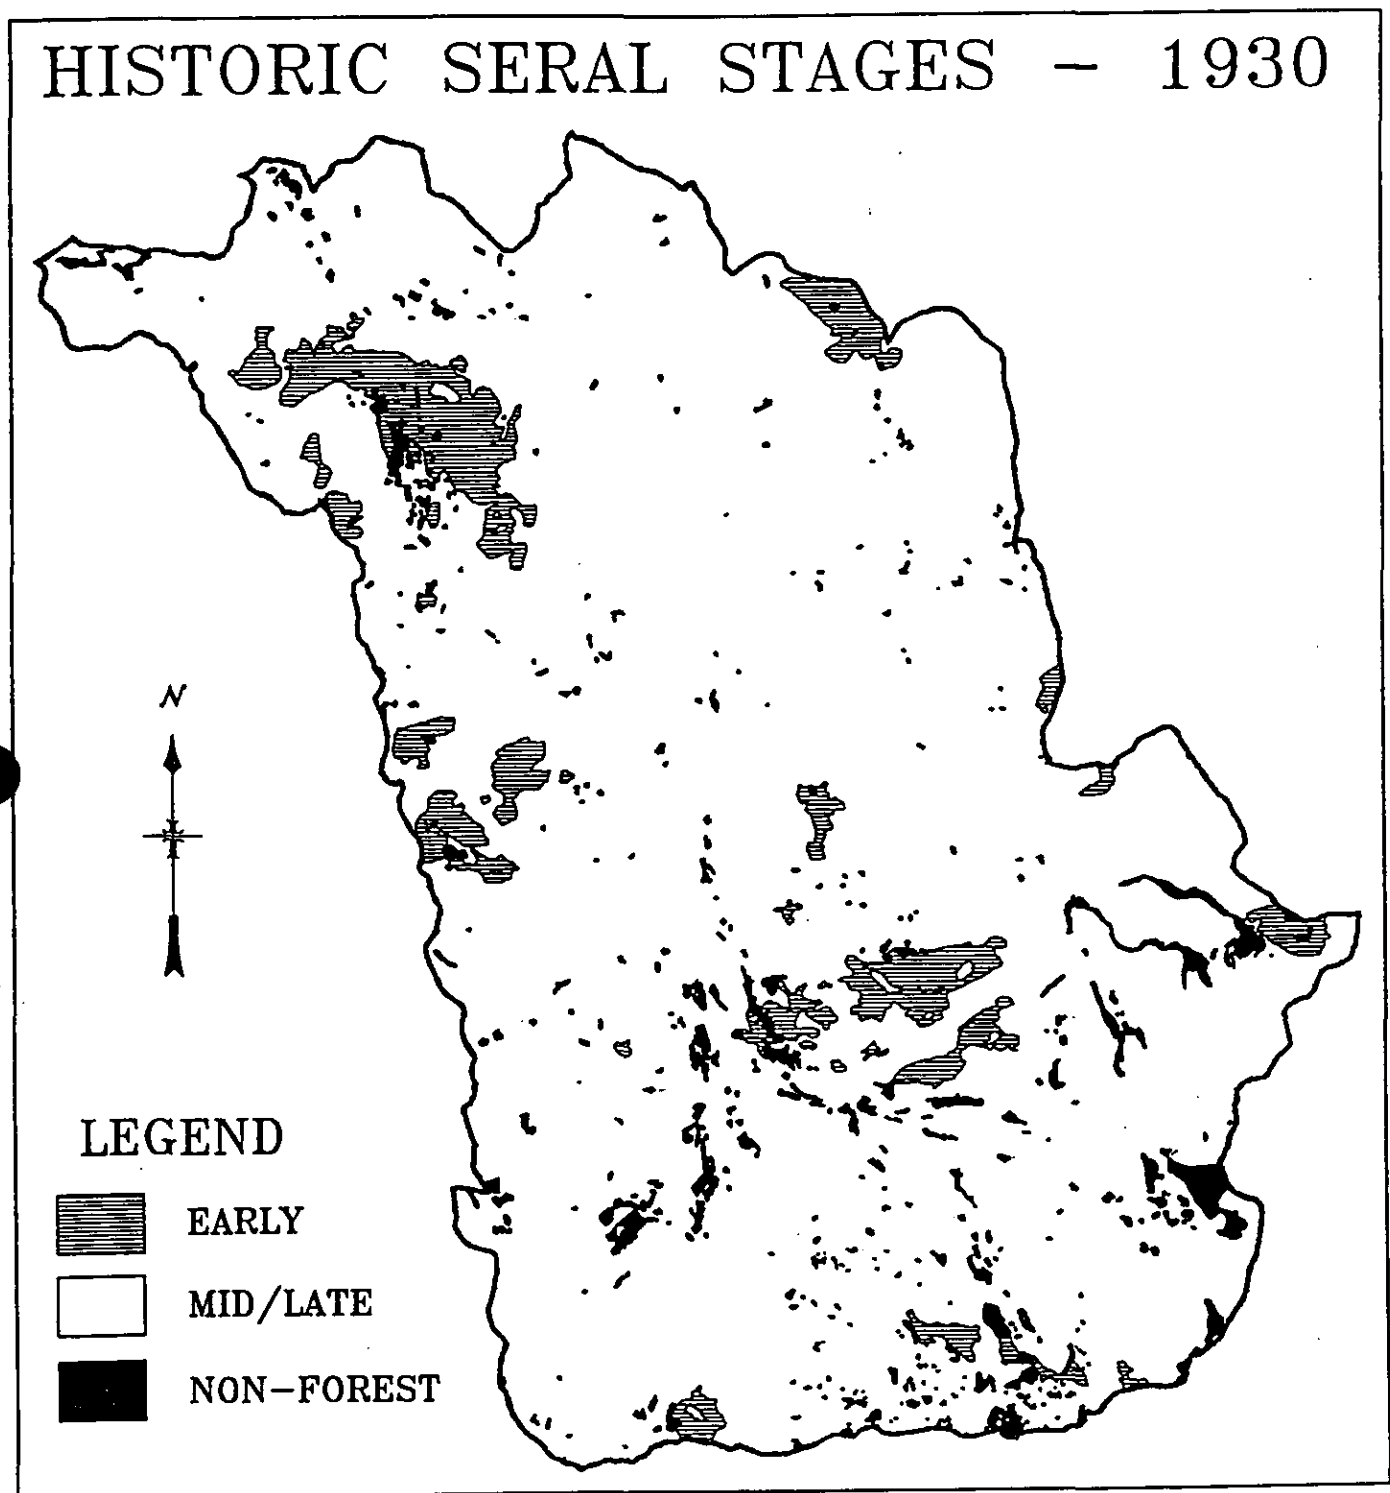 HISTORIC SERAL STAGES - 1930
N
LEGEND
EARLY
MID/LATE
NON-FOREST